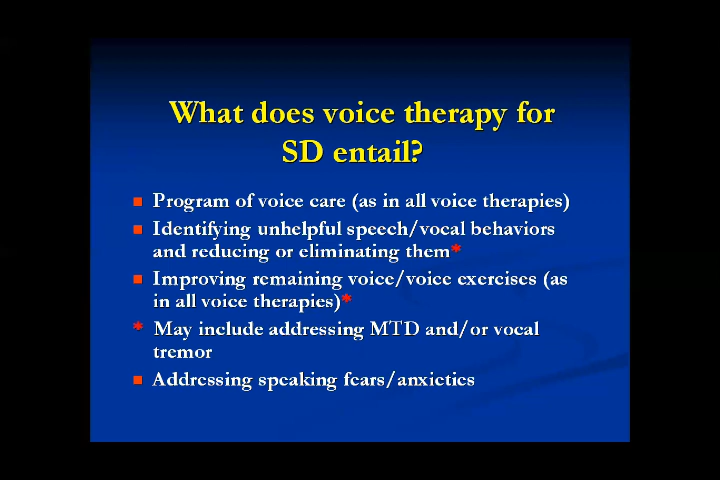 What does voice therapy for
SD entail?
Program of voice care (as in all voice therapies)
Identifying unhelpful speech/vocal behaviors
and reducing or eliminating them*
Improving remaining voice/voice exercises (as
in all voice therapies)*
* May include addressing MTD and/or vocal
tremor
Addressing speaking fears/anxieties